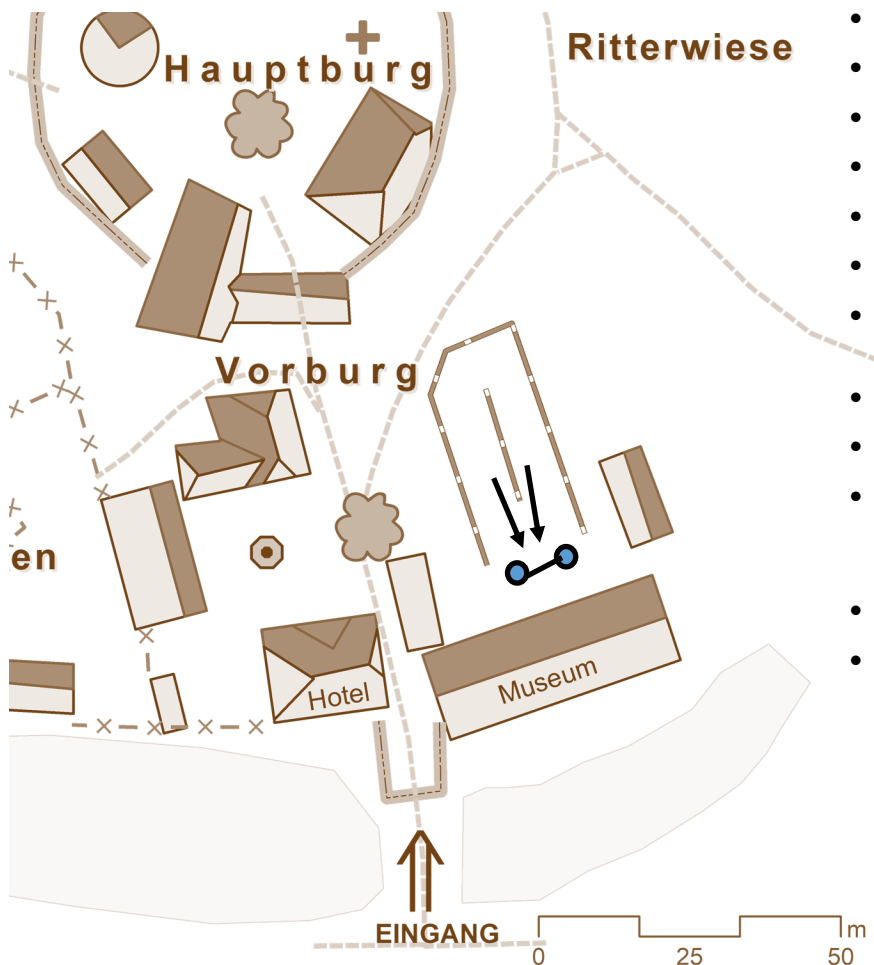 Ritterwiese
Hauptburg
Vorburg
en
Hotel
Museum
EINGANG
m
0 25 50